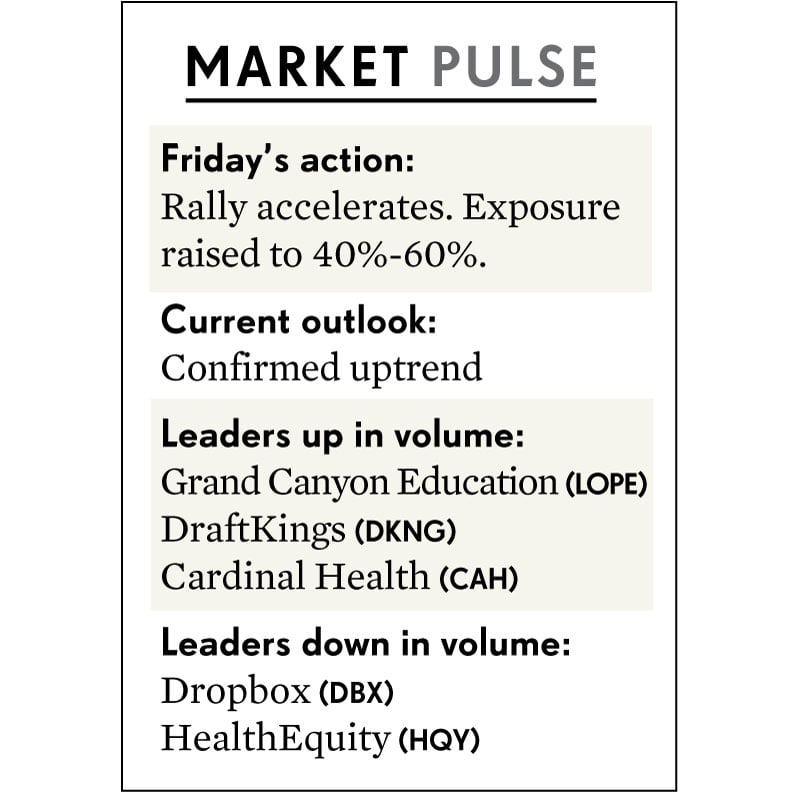 MARKET PULSE
Friday’s action:
Rally accelerates. Exposure
raised to 40%-60%.
Current outlook:
Confirmed uptrend
Leaders up in volume:
Grand Canyon Education (LOPE)
DraftKings (DKNG)
Cardinal Health (CAH)
Leaders down in volume:
Dropbox (DBX)
HealthEquity (HQY)